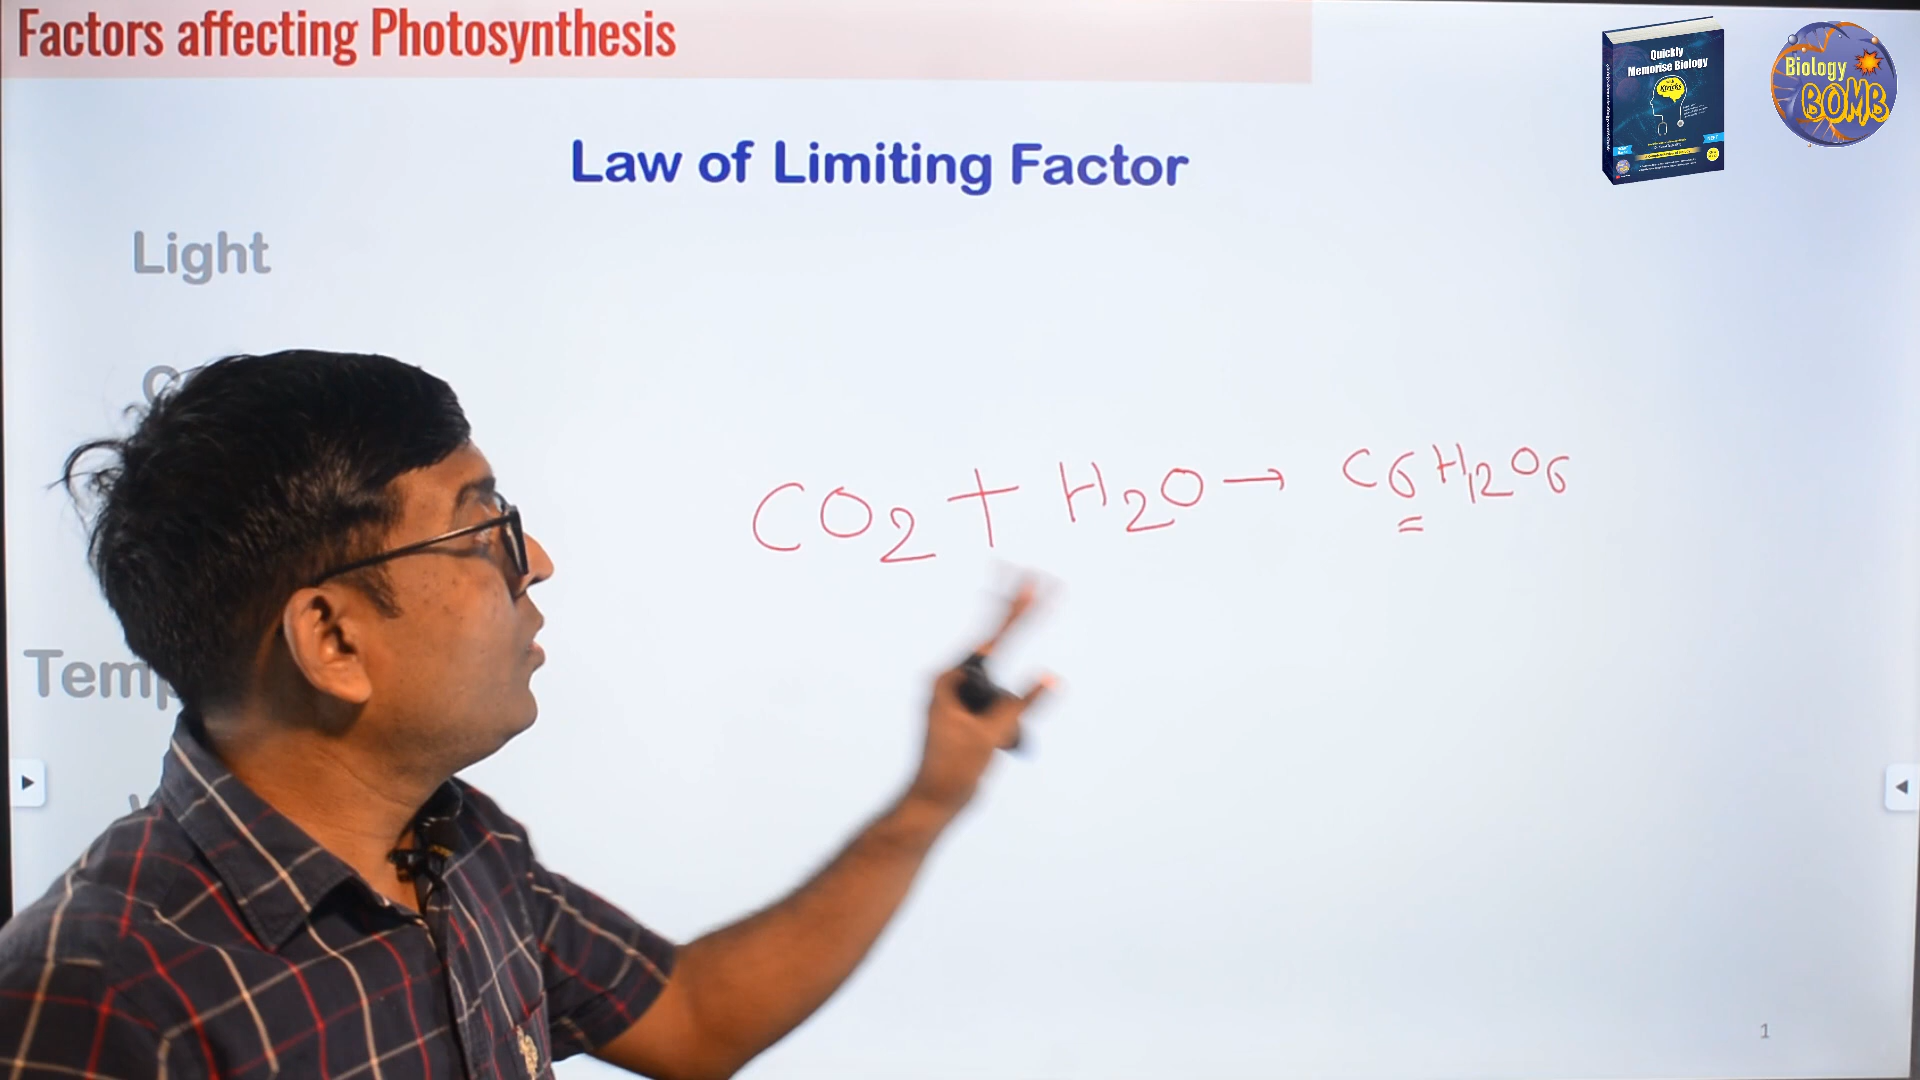 Factors affecting Photosynthesis
Quickly
Memorise Biology
Biology
BOMB
Law of Limiting Factor
Light
CO2 + H2O → C6H12O6
1